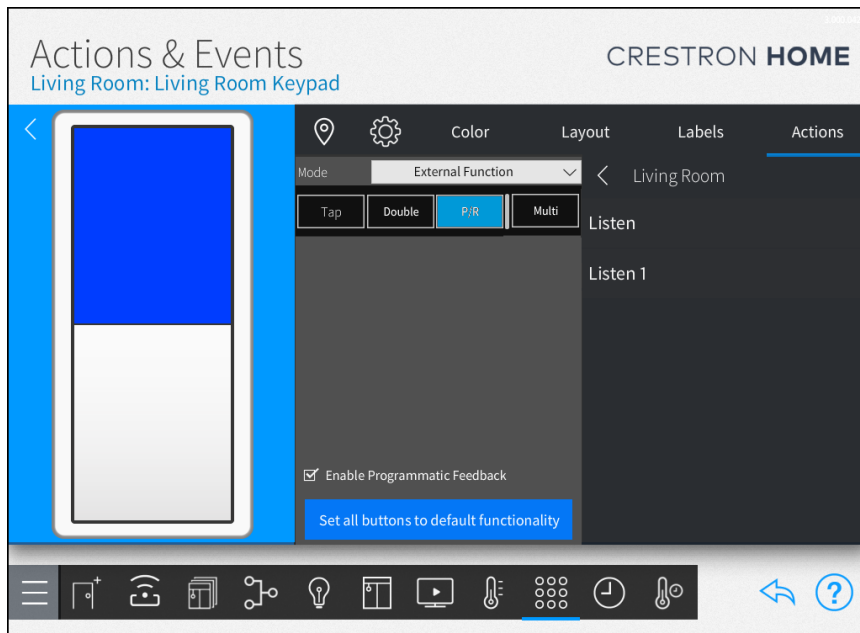 Actions & Events
Living Room: Living Room Keypad
CRESTRON HOME
Color
Layout
Labels
Actions
Mode
External Function
Living Room
Tap
Double
P/R
Multi
Listen
Listen 1
Enable Programmatic Feedback
Set all buttons to default functionality
?